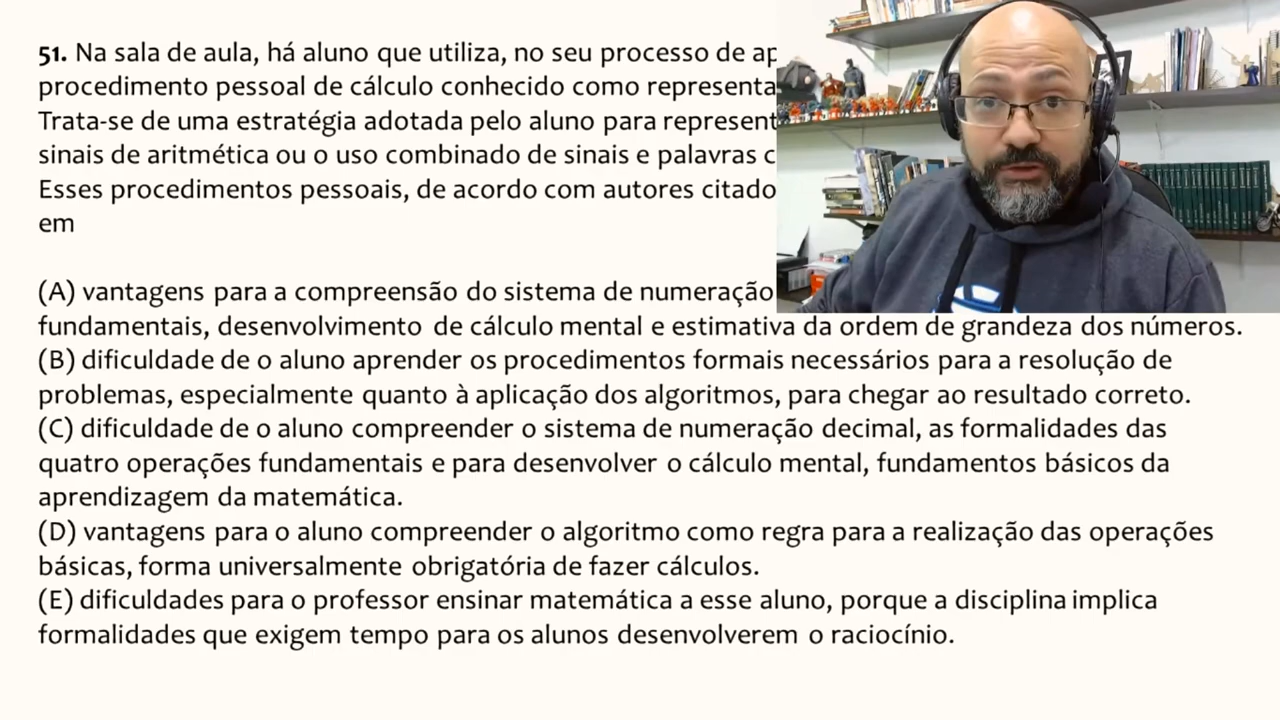 51. Na sala de aula, há aluno que utiliza, no seu processo de
procedimento pessoal de cálculo conhecido como
Trata-se de uma estratégia adotada pelo aluno para
sinais de aritmética ou o uso combinado de sinais e palavras
Esses procedimentos pessoais, de acordo com autores
em
(A) vantagens para a compreensão do sistema de numeração
fundamentais, desenvolvimento de cálculo mental e estimativa da ordem de grandeza dos números.
(B) dificuldade de o aluno aprender os procedimentos formais necessários para a resolução de
problemas, especialmente quanto à aplicação dos algoritmos, para chegar ao resultado correto.
(C) dificuldade de o aluno compreender o sistema de numeração decimal, as formalidades das
quatro operações fundamentais e para desenvolver o cálculo mental, fundamentos básicos da
aprendizagem da matemática.
(D) vantagens para o aluno compreender o algoritmo como regra para a realização das operações
básicas, forma universalmente obrigatória de fazer cálculos.
(E) dificuldades para o professor ensinar matemática a esse aluno, porque a disciplina implica
formalidades que exigem tempo para os alunos desenvolverem o raciocínio.